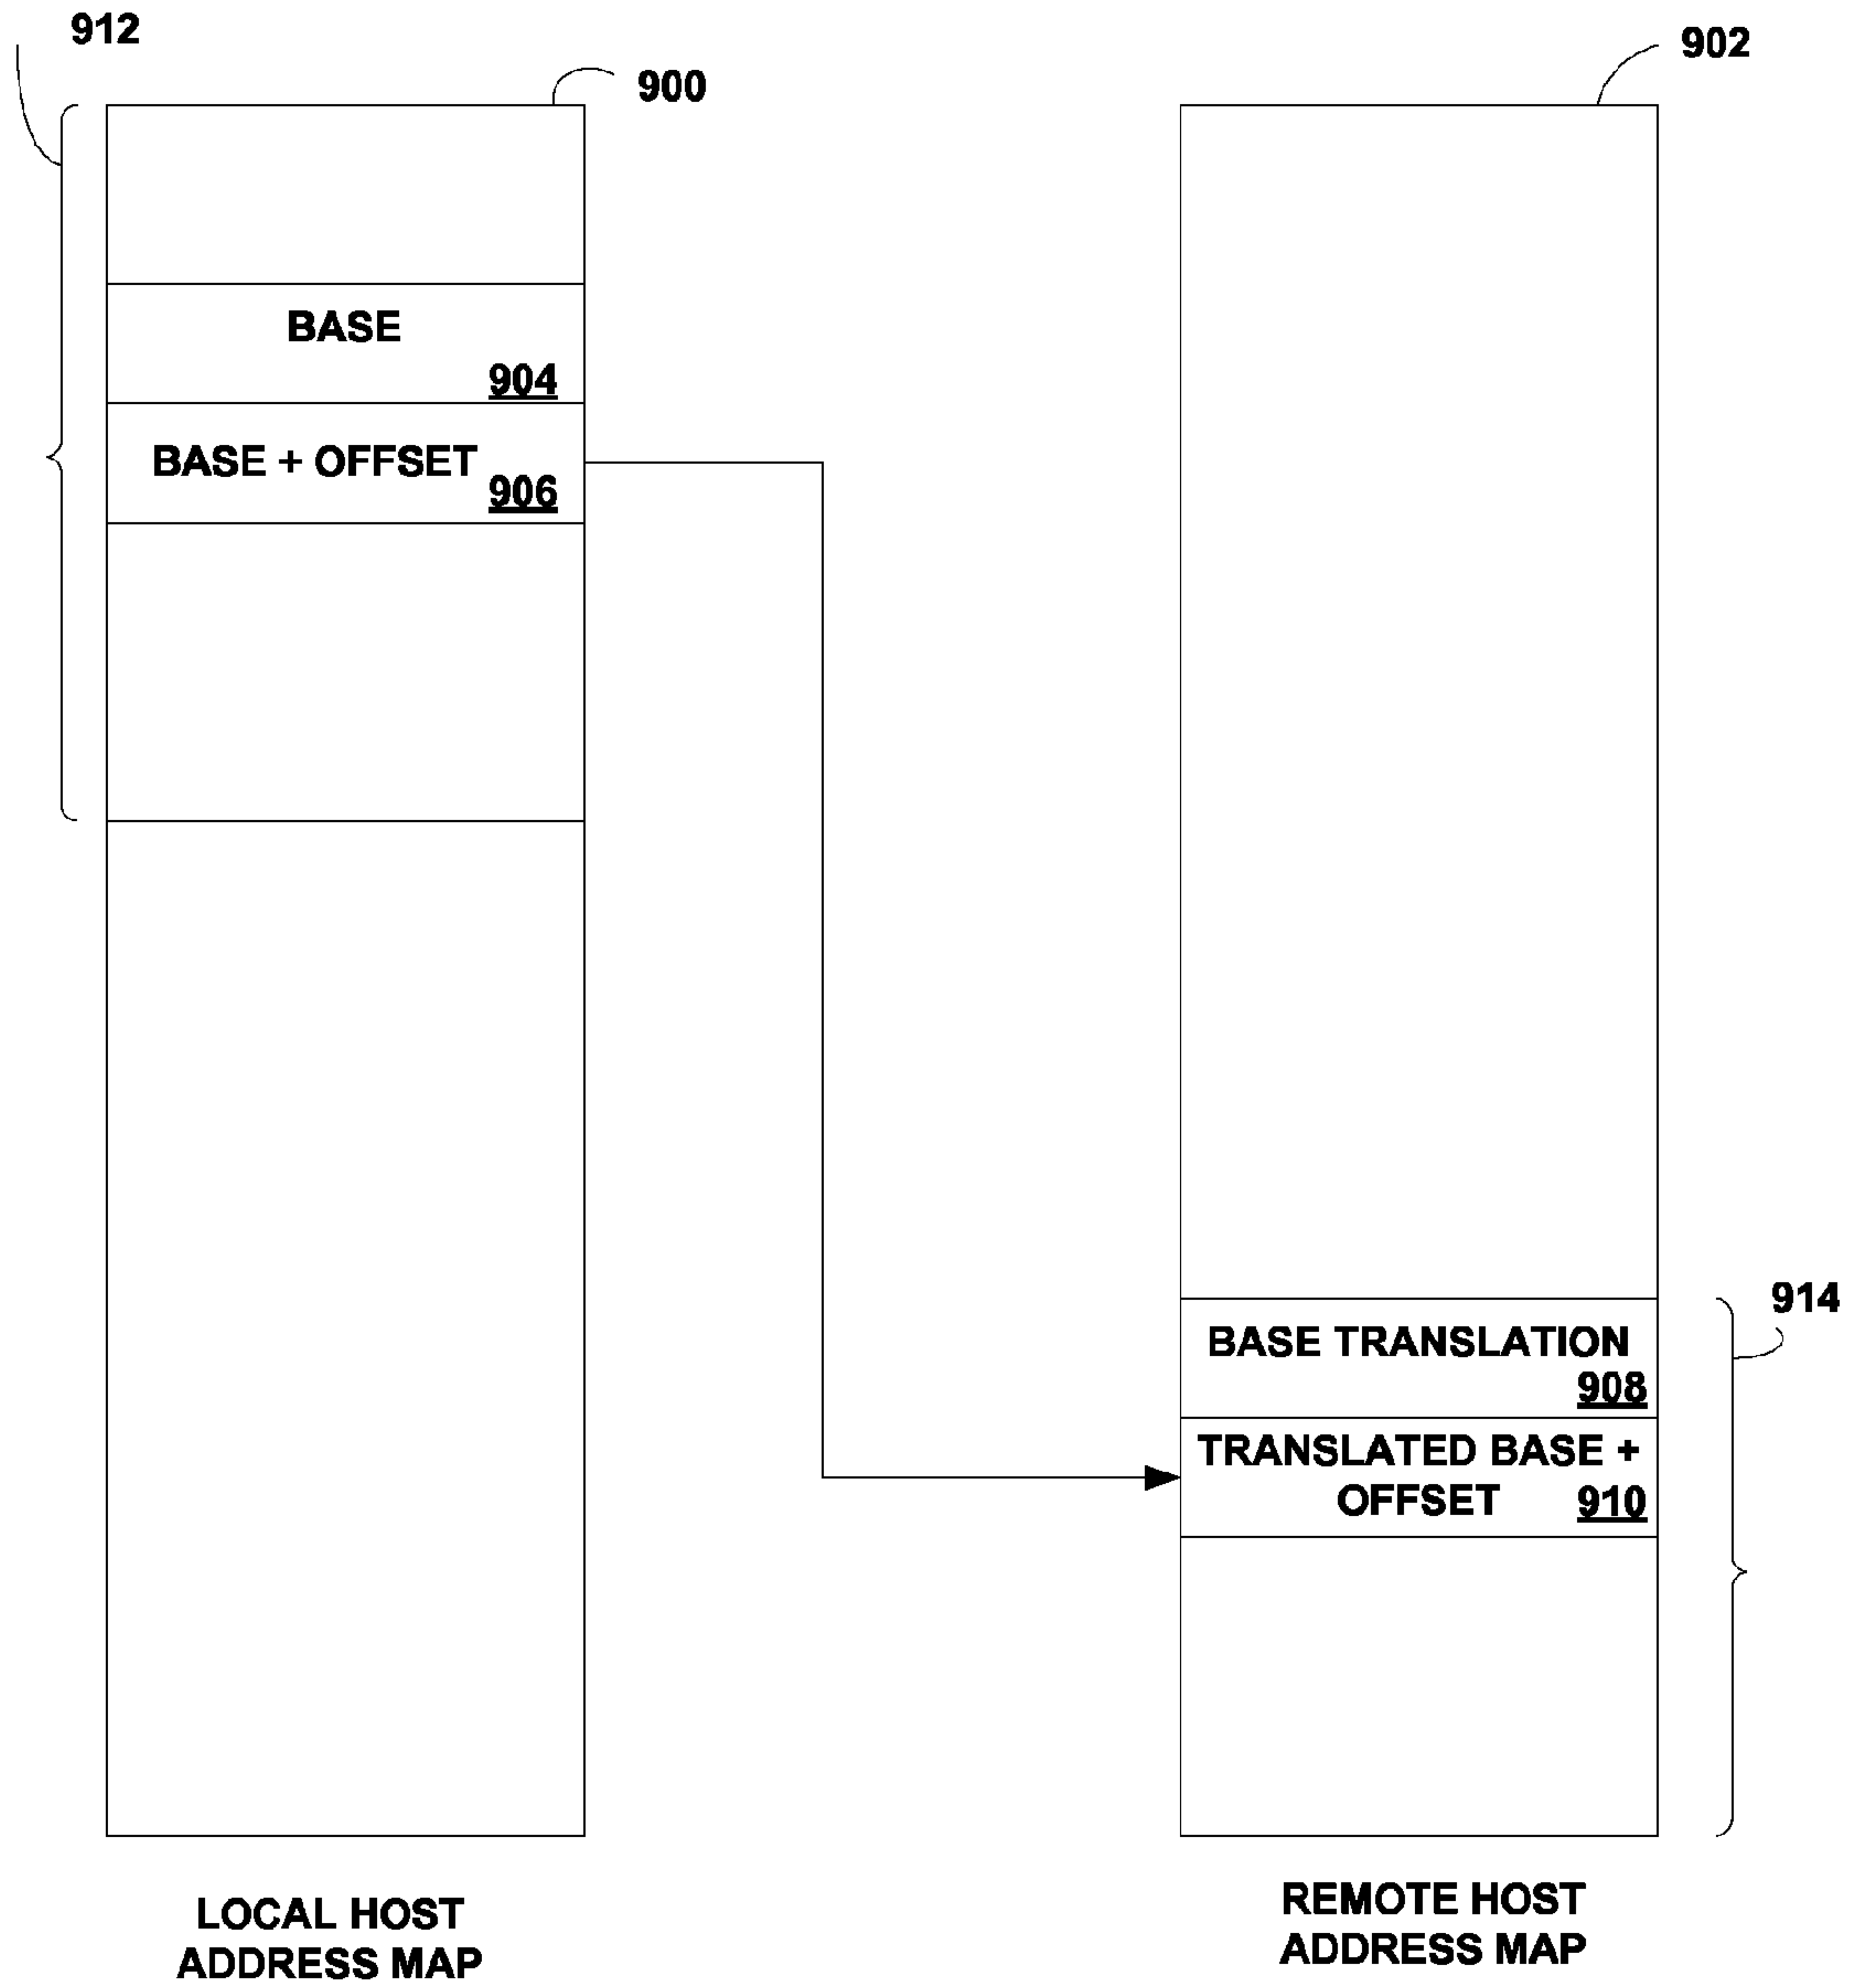 912
900
902
BASE
904
BASE + OFFSET
906
914
BASE TRANSLATION
908
TRANSLATED BASE +
OFFSET 910
LOCAL HOST
ADDRESS MAP
REMOTE HOST
ADDRESS MAP